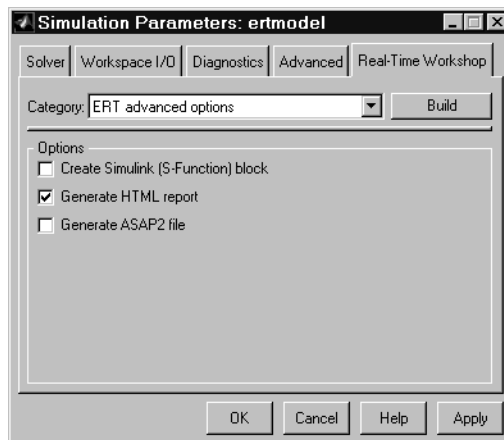 Simulation Parameters: ertmodel
Solver Workspace I/O Diagnostics Advanced Real-Time Workshop
Category: ERT advanced options Build
Options
Create Simulink (S-Function) block
Generate HTML report
Generate ASAP2 file
OK Cancel Help Apply